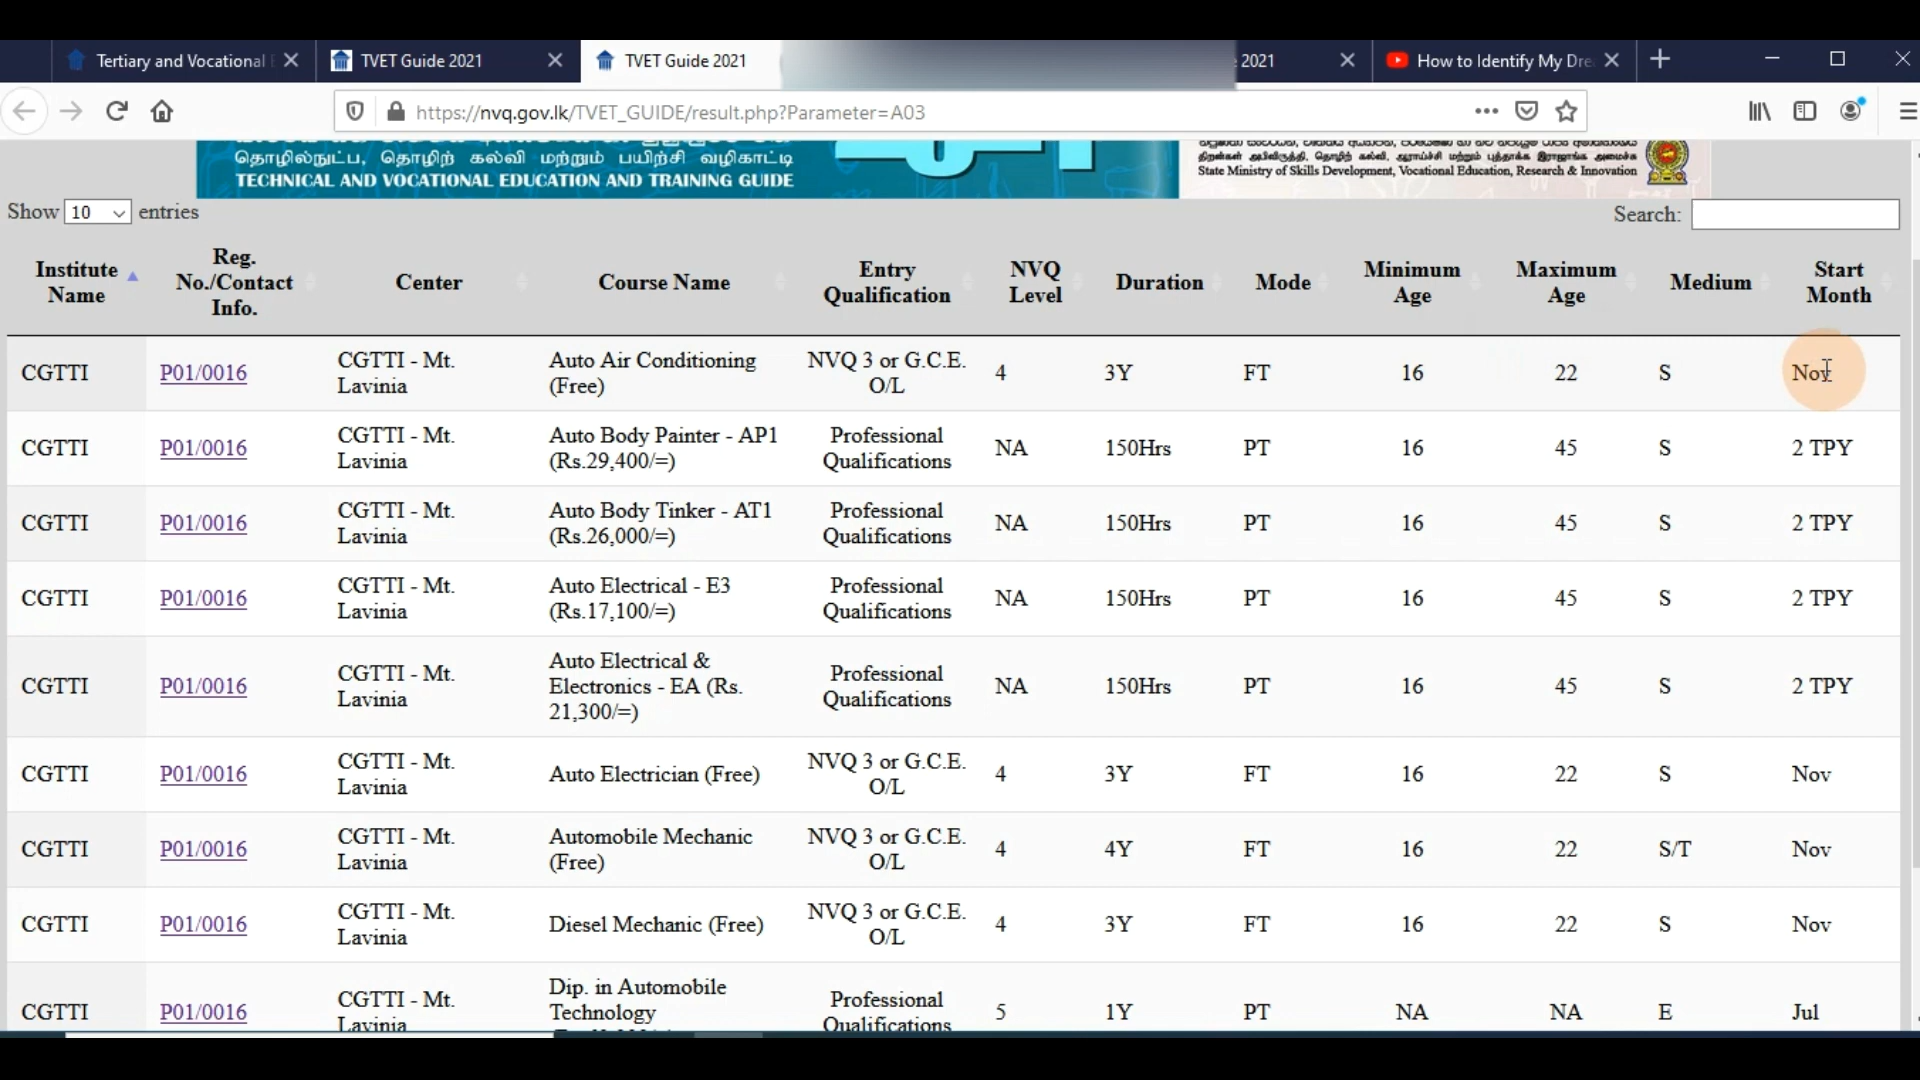 Tertiary and Vocational
TVET Guide 2021
TVET Guide 2021
2021
How to Identify My Dre
https://nvq.gov.lk/TVET_GUIDE/result.php?Parameter=A03
தொழில்நுட்ப, தொழிற் கல்வி மற்றும் பயிற்சி வழிகாட்டி
TECHNICAL AND VOCATIONAL EDUCATION AND TRAINING GUIDE
State Ministry of Skills Development, Vocational Education, Research & Innovation
Show 10 entries
Search:
Institute Name
Reg. No./Contact Info.
Center
Course Name
Entry Qualification
NVQ Level
Duration
Mode
Minimum Age
Maximum Age
Medium
Start Month
CGTTI P01/0016 CGTTI - Mt. Lavinia Auto Air Conditioning (Free) NVQ 3 or G.C.E. O/L 4 3Y FT 16 22 S Nov
CGTTI P01/0016 CGTTI - Mt. Lavinia Auto Body Painter - AP1 (Rs.29,400/=) Professional Qualifications NA 150Hrs PT 16 45 S 2 TPY
CGTTI P01/0016 CGTTI - Mt. Lavinia Auto Body Tinker - AT1 (Rs.26,000/=) Professional Qualifications NA 150Hrs PT 16 45 S 2 TPY
CGTTI P01/0016 CGTTI - Mt. Lavinia Auto Electrical - E3 (Rs.17,100/=) Professional Qualifications NA 150Hrs PT 16 45 S 2 TPY
CGTTI P01/0016 CGTTI - Mt. Lavinia Auto Electrical & Electronics - EA (Rs. 21,300/=) Professional Qualifications NA 150Hrs PT 16 45 S 2 TPY
CGTTI P01/0016 CGTTI - Mt. Lavinia Auto Electrician (Free) NVQ 3 or G.C.E. O/L 4 3Y FT 16 22 S Nov
CGTTI P01/0016 CGTTI - Mt. Lavinia Automobile Mechanic (Free) NVQ 3 or G.C.E. O/L 4 4Y FT 16 22 S/T Nov
CGTTI P01/0016 CGTTI - Mt. Lavinia Diesel Mechanic (Free) NVQ 3 or G.C.E. O/L 4 3Y FT 16 22 S Nov
CGTTI P01/0016 CGTTI - Mt. Lavinia Dip. in Automobile Technology Professional Qualifications 5 1Y PT NA NA E Jul